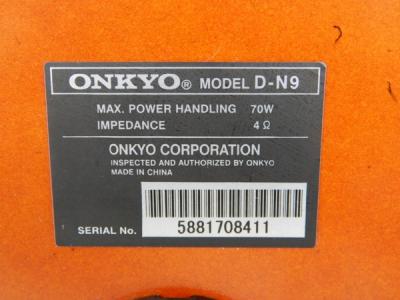 ONKYO® MODEL D-N9
MAX. POWER HANDLING 70W
IMPEDANCE 4 Ω
ONKYO CORPORATION
INSPECTED AND AUTHORIZED BY ONKYO
MADE IN CHINA
SERIAL No. 5881708411